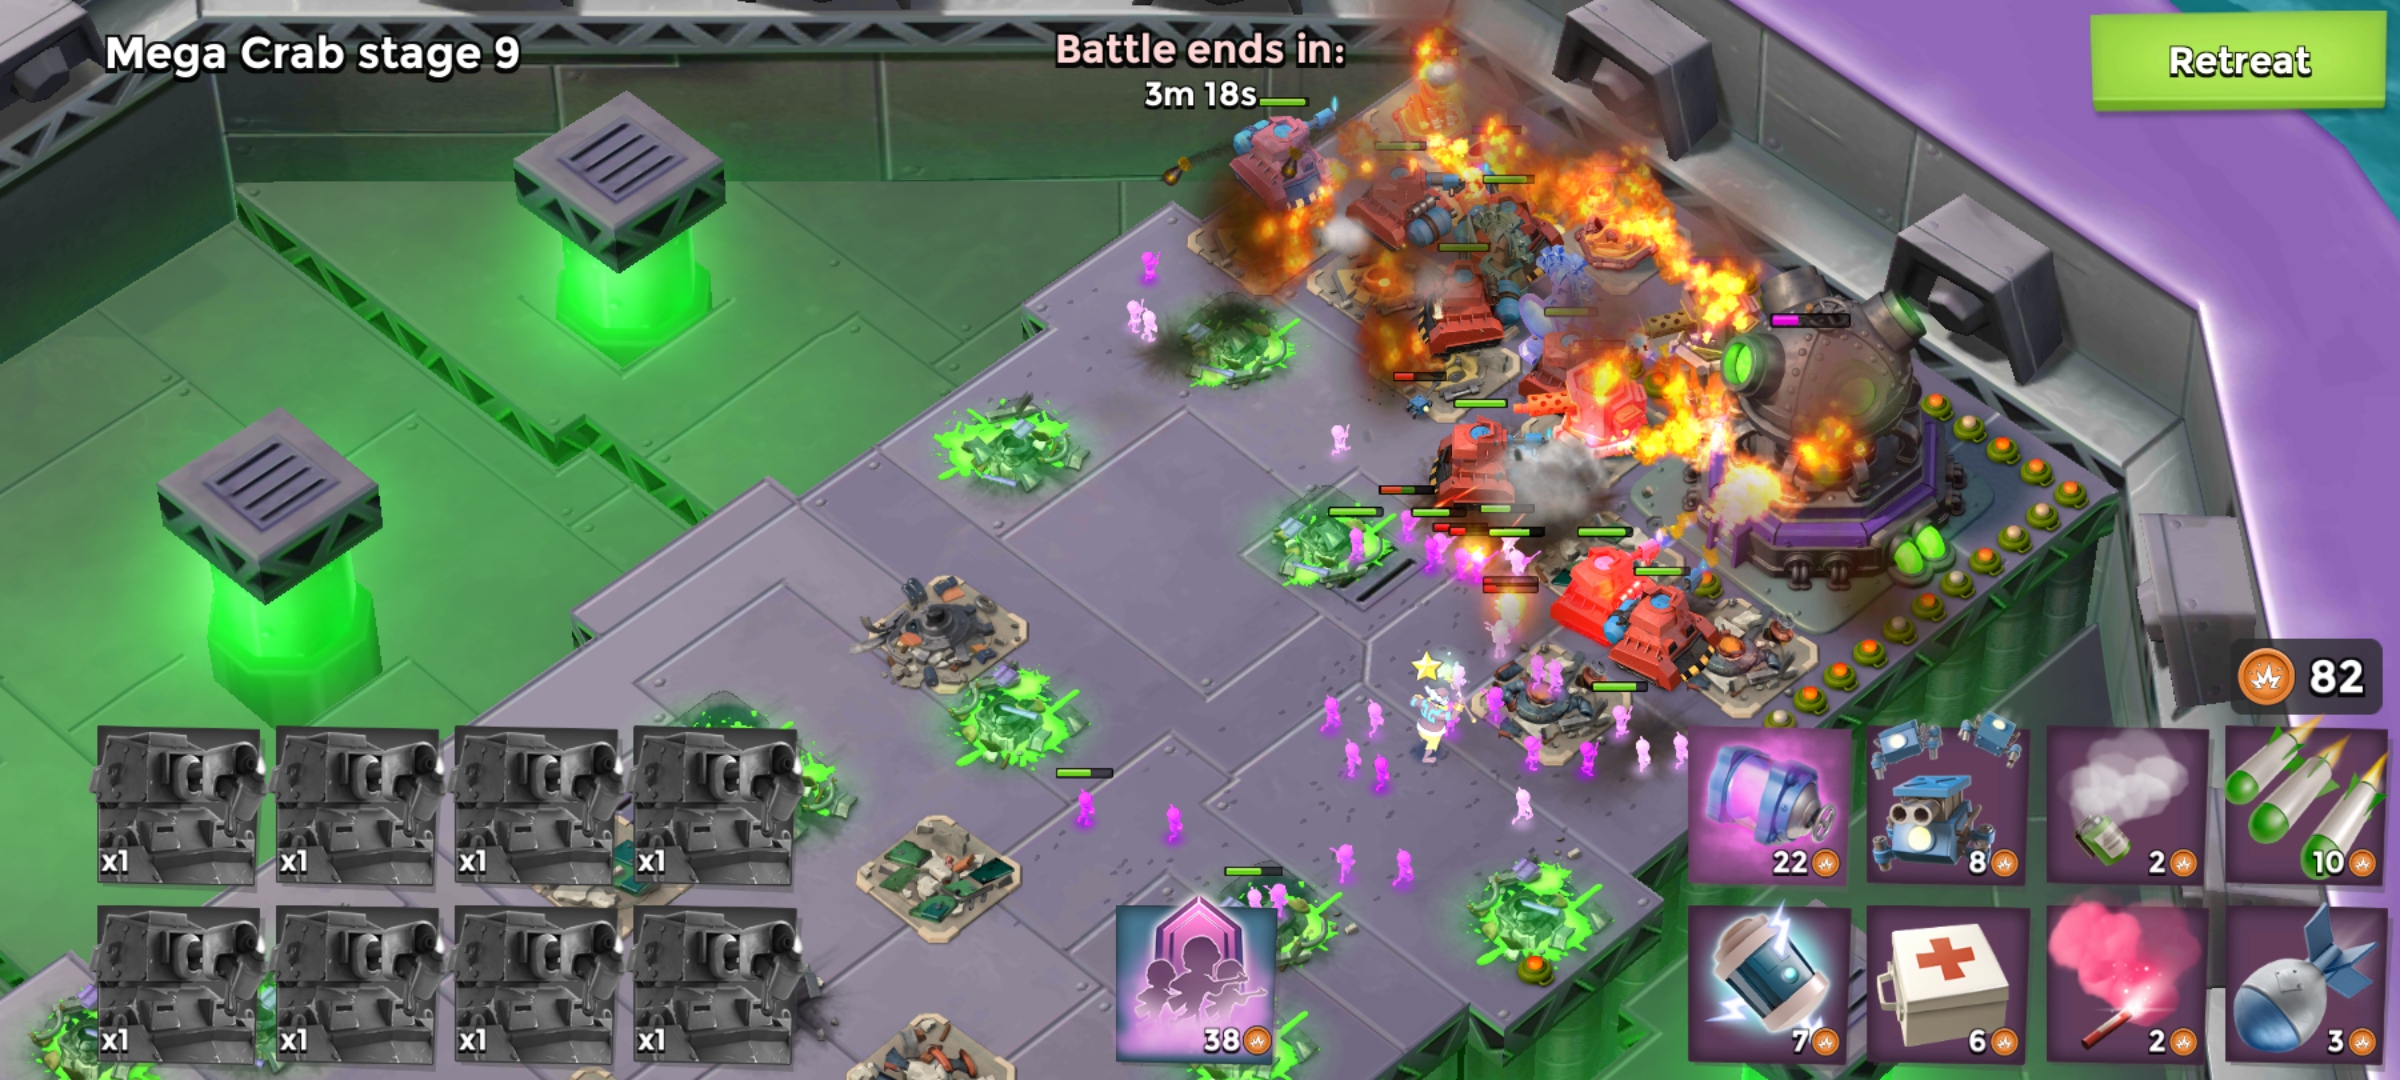 Mega Crab stage 9
Battle ends in:
3m 18s
Retreat
82
x1
x1
x1
x1
22
8
2
10
x1
x1
x1
x1
38
7
6
2
3